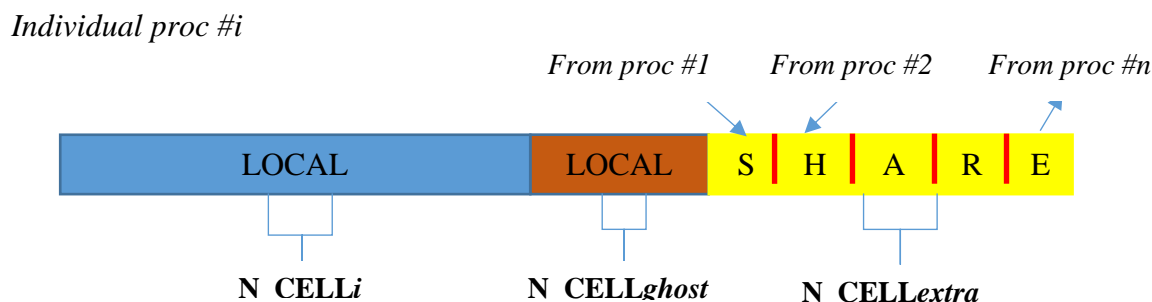 Individual proc #i
From proc #1 From proc #2 From proc #n
LOCAL LOCAL S H A R E
N_CELLi N_CELLghost N_CELLextra